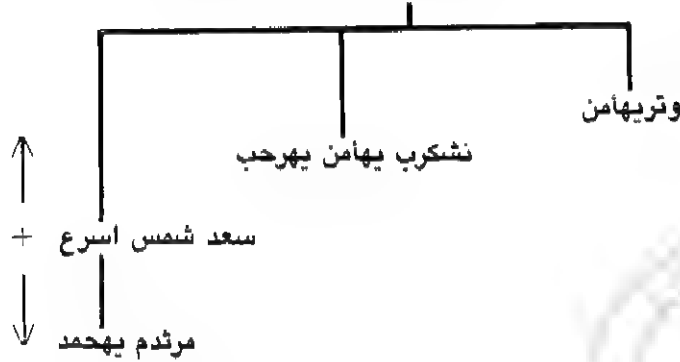 وتريهأمن
نشكرب يهأمن يهرحب
سعد شمس اسرع
+
مرثدم يهحمد